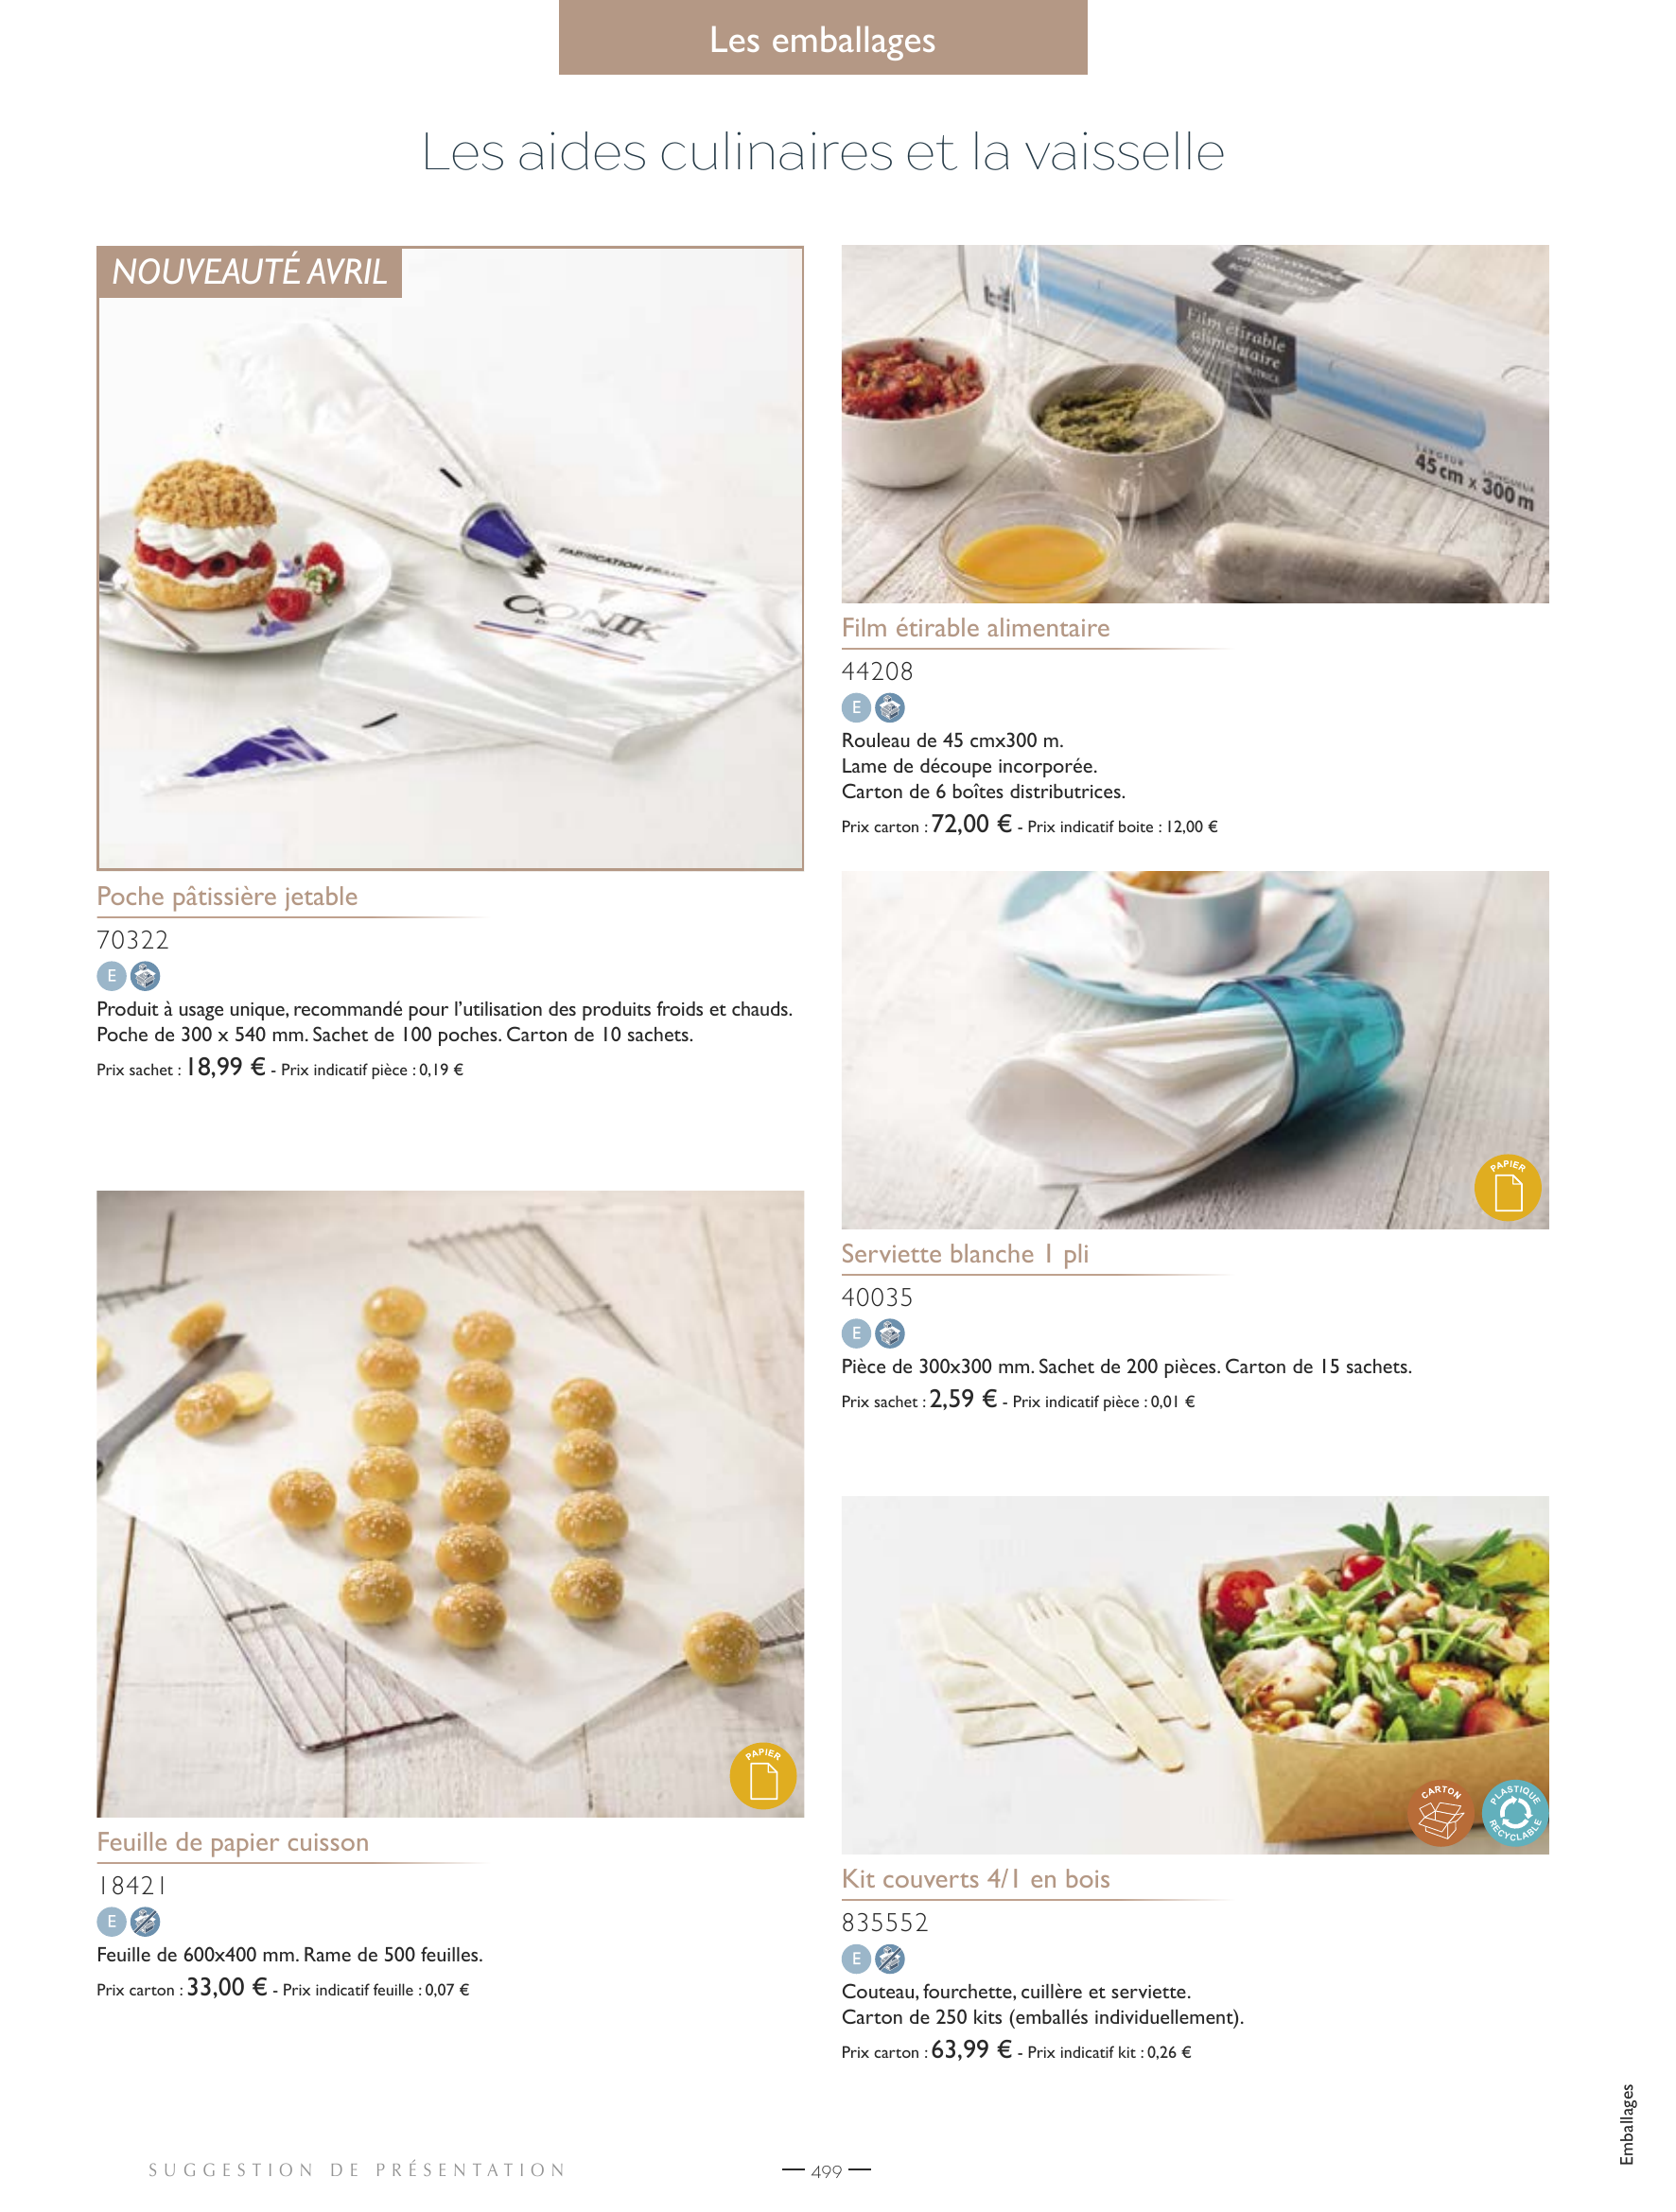 Les emballages
Les aides culinaires et la vaisselle
NOUVEAUTÉ AVRIL
FABRICATION FRANÇAISE
CONIK
Poche pâtissière jetable
70322
E
Produit à usage unique, recommandé pour l'utilisation des produits froids et chauds.
Poche de 300 x 540 mm. Sachet de 100 poches. Carton de 10 sachets.
Prix sachet : 18,99 € - Prix indicatif pièce : 0,19 €
PAPIER
Feuille de papier cuisson
18421
E
Feuille de 600x400 mm. Rame de 500 feuilles.
Prix carton : 33,00 € - Prix indicatif feuille : 0,07 €
Film étirable
alimentaire
LARGEUR LONGUEUR
45 cm x 300 m
Film étirable alimentaire
44208
E
Rouleau de 45 cmx300 m.
Lame de découpe incorporée.
Carton de 6 boîtes distributrices.
Prix carton : 72,00 € - Prix indicatif boite : 12,00 €
PAPIER
Serviette blanche 1 pli
40035
E
Pièce de 300x300 mm. Sachet de 200 pièces. Carton de 15 sachets.
Prix sachet : 2,59 € - Prix indicatif pièce : 0,01 €
CARTON
PLASTIQUE
RECYCLABLE
Kit couverts 4/1 en bois
835552
E
Couteau, fourchette, cuillère et serviette.
Carton de 250 kits (emballés individuellement).
Prix carton : 63,99 € - Prix indicatif kit : 0,26 €
Emballages
SUGGESTION DE PRÉSENTATION
499